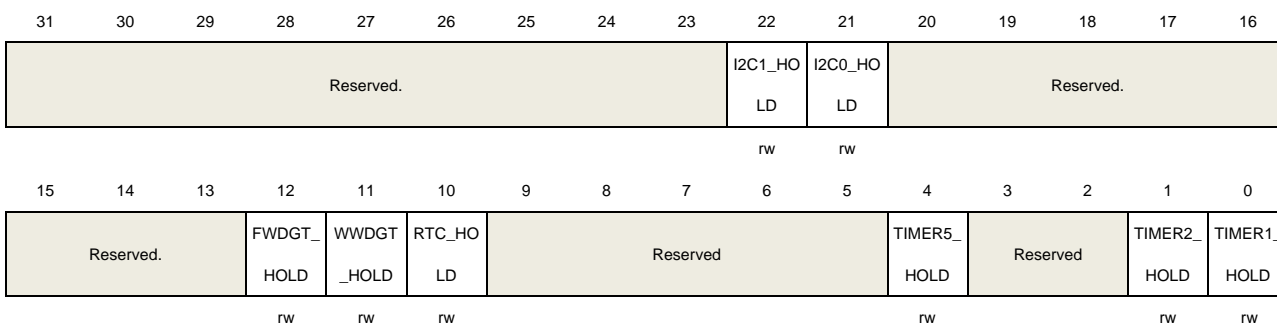 31 30 29 28 27 26 25 24 23 22 21 20 19 18 17 16
Reserved.
I2C1_HO
LD
I2C0_HO
LD
Reserved.
rw rw
15 14 13 12 11 10 9 8 7 6 5 4 3 2 1 0
Reserved.
FWDGT_
HOLD
WWDGT
_HOLD
RTC_HO
LD
Reserved
TIMER5_
HOLD
Reserved
TIMER2_
HOLD
TIMER1_
HOLD
rw rw rw rw rw rw